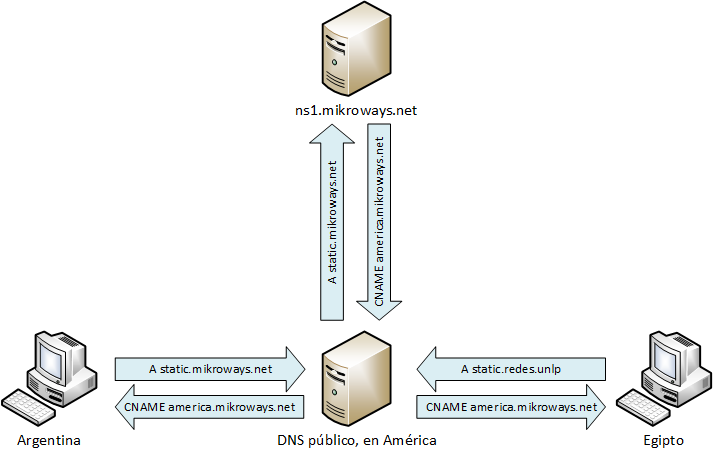 ns1.mikroways.net
A static.mikroways.net
CNAME america.mikroways.net
A static.mikroways.net
A static.redes.unlp
CNAME america.mikroways.net
CNAME america.mikroways.net
Argentina
DNS público, en América
Egipto